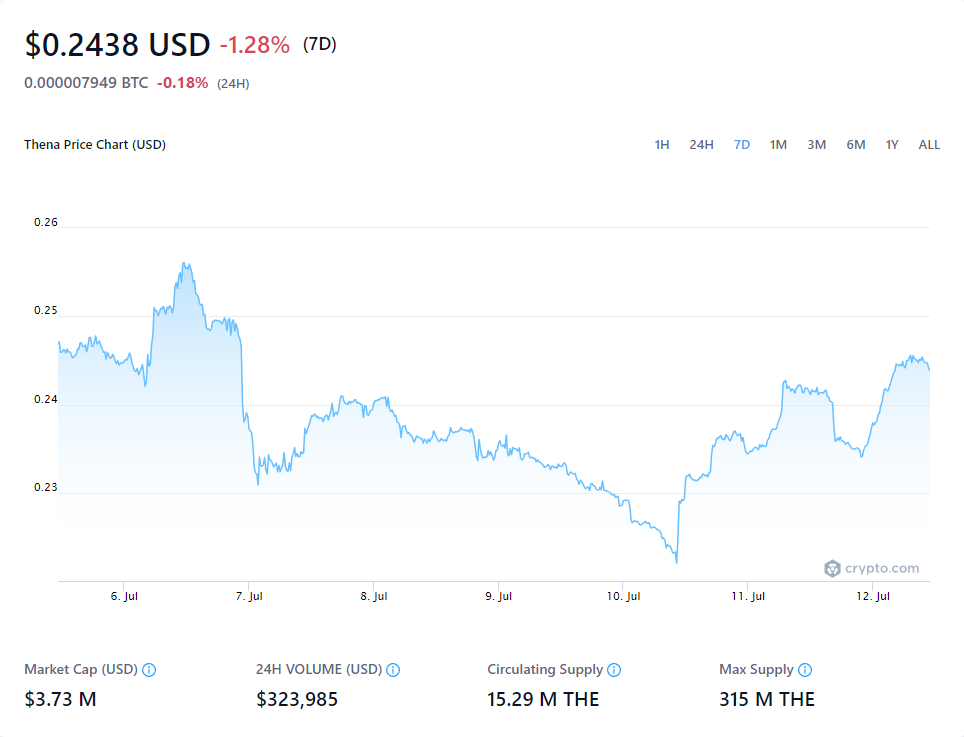 $0.2438 USD -1.28% (7D)
0.000007949 BTC -0.18% (24H)
Thena Price Chart (USD)
1H 24H 7D 1M 3M 6M 1Y ALL
0.26
0.25
0.24
0.23
crypto.com
6. Jul 7. Jul 8. Jul 9. Jul 10. Jul 11. Jul 12. Jul
Market Cap (USD) 24H VOLUME (USD) Circulating Supply Max Supply
$3.73 M $323,985 15.29 M THE 315 M THE